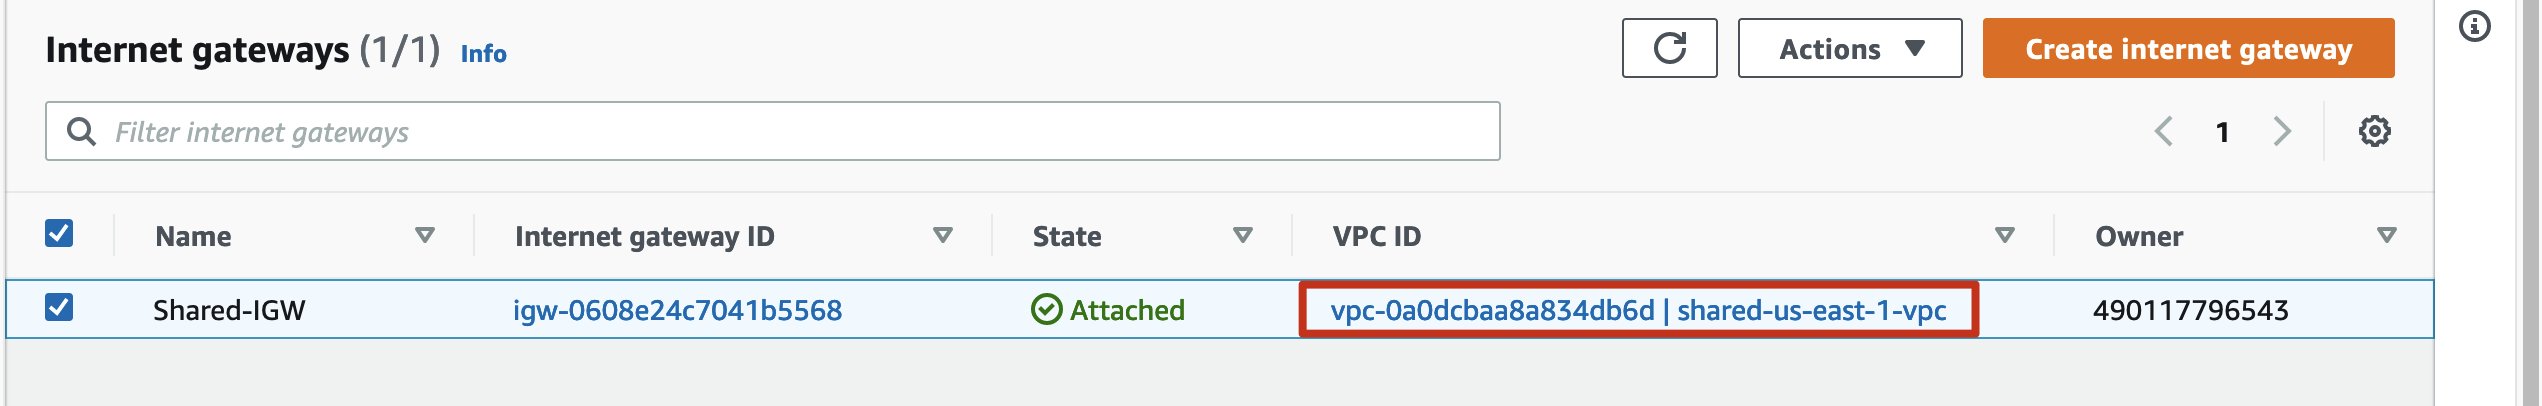 Internet gateways (1/1) Info
Actions
Create internet gateway
Filter internet gateways
1
Name Internet gateway ID State VPC ID Owner
Shared-IGW igw-0608e24c7041b5568 Attached vpc-0a0dcbaa8a834db6d | shared-us-east-1-vpc 490117796543